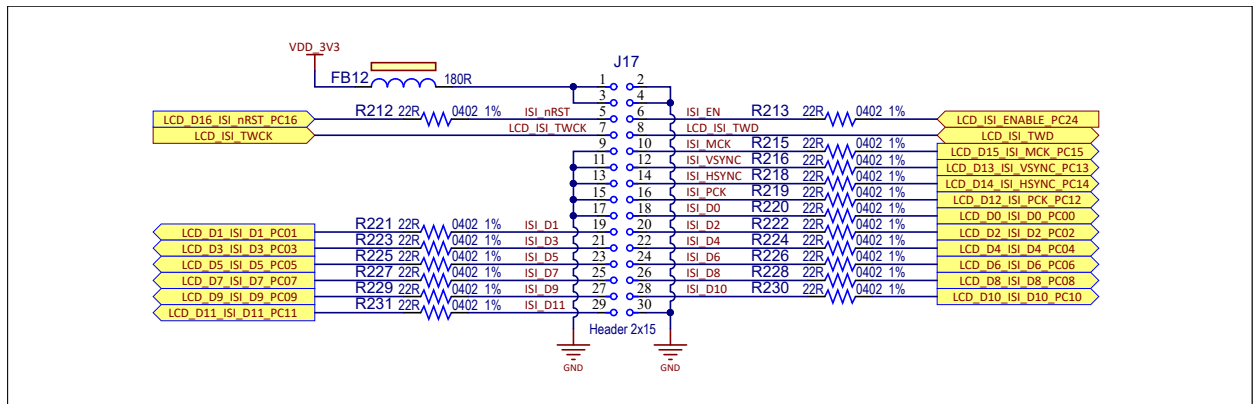 VDD_3V3
J17
FB12 180R
1 2
3 4
LCD_D16_ISI_nRST_PC16 R212 22R 0402 1% ISI_nRST 5 6 ISI_EN R213 22R 0402 1% LCD_ISI_ENABLE_PC24
LCD_ISI_TWCK LCD_ISI_TWCK 7 8 LCD_ISI_TWD LCD_ISI_TWD
9 10 ISI_MCK R215 22R 0402 1% LCD_D15_ISI_MCK_PC15
11 12 ISI_VSYNC R216 22R 0402 1% LCD_D13_ISI_VSYNC_PC13
13 14 ISI_HSYNC R218 22R 0402 1% LCD_D14_ISI_HSYNC_PC14
15 16 ISI_PCK R219 22R 0402 1% LCD_D12_ISI_PCK_PC12
17 18 ISI_D0 R220 22R 0402 1% LCD_D0_ISI_D0_PC00
LCD_D1_ISI_D1_PC01 R221 22R 0402 1% ISI_D1 19 20 ISI_D2 R222 22R 0402 1% LCD_D2_ISI_D2_PC02
LCD_D3_ISI_D3_PC03 R223 22R 0402 1% ISI_D3 21 22 ISI_D4 R224 22R 0402 1% LCD_D4_ISI_D4_PC04
LCD_D5_ISI_D5_PC05 R225 22R 0402 1% ISI_D5 23 24 ISI_D6 R226 22R 0402 1% LCD_D6_ISI_D6_PC06
LCD_D7_ISI_D7_PC07 R227 22R 0402 1% ISI_D7 25 26 ISI_D8 R228 22R 0402 1% LCD_D8_ISI_D8_PC08
LCD_D9_ISI_D9_PC09 R229 22R 0402 1% ISI_D9 27 28 ISI_D10 R230 22R 0402 1% LCD_D10_ISI_D10_PC10
LCD_D11_ISI_D11_PC11 R231 22R 0402 1% ISI_D11 29 30
Header 2x15
GND GND